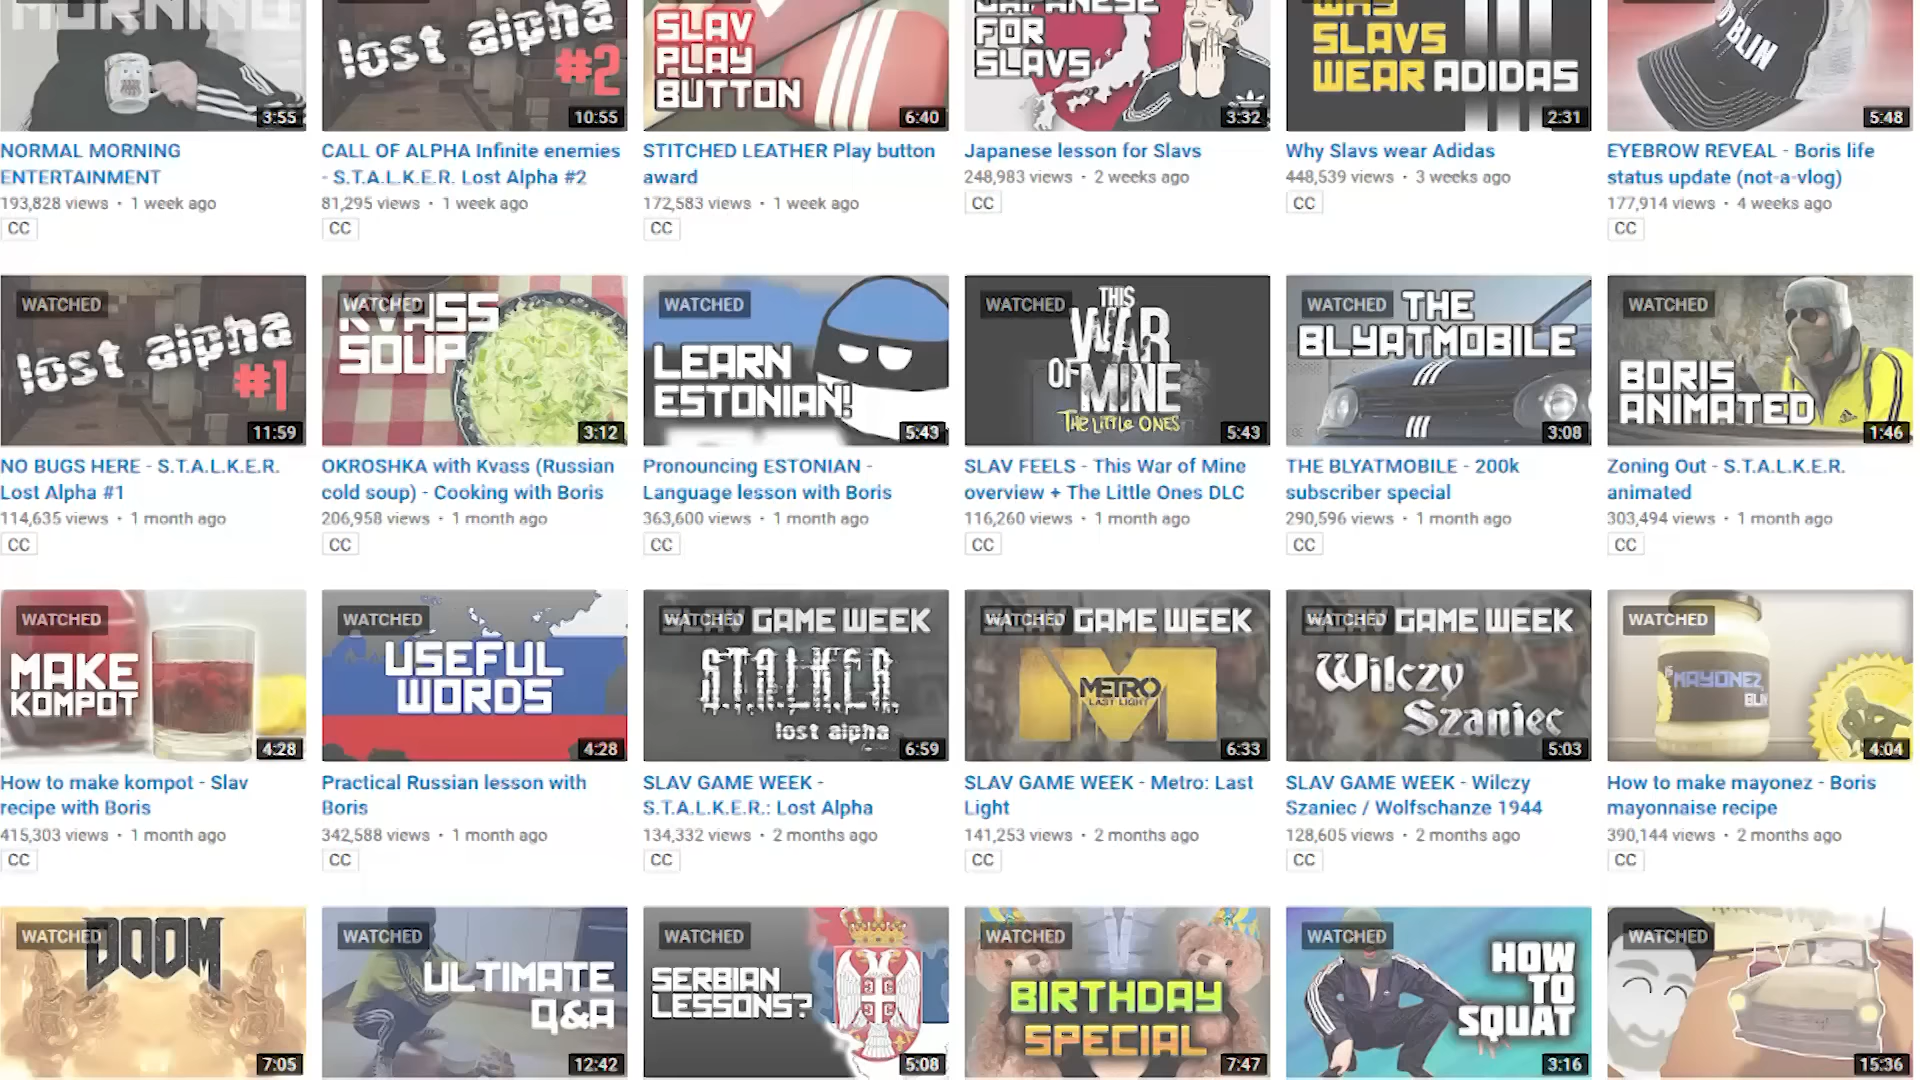 MORNING
3:55
lost alpha
#2
10:55
SLAV
PLAY
BUTTON
6:40
JAPANESE
FOR
SLAVS
3:32
WHY
SLAVS
WEAR ADIDAS
2:31
BLIN
5:48
NORMAL MORNING
ENTERTAINMENT
193,828 views • 1 week ago
CC
CALL OF ALPHA Infinite enemies
- S.T.A.L.K.E.R. Lost Alpha #2
81,295 views • 1 week ago
CC
STITCHED LEATHER Play button
award
172,583 views • 1 week ago
CC
Japanese lesson for Slavs
248,983 views • 2 weeks ago
CC
Why Slavs wear Adidas
448,539 views • 3 weeks ago
CC
EYEBROW REVEAL - Boris life
status update (not-a-vlog)
177,914 views • 4 weeks ago
CC
WATCHED
lost alpha
#1
11:59
WATCHED
KVASS
SOUP
3:12
WATCHED
LEARN
ESTONIAN!
5:43
WATCHED
THIS
WAR
OF MINE
THE LITTLE ONES
5:43
WATCHED
THE
BLYATMOBILE
3:08
WATCHED
BORIS
ANIMATED
1:46
NO BUGS HERE - S.T.A.L.K.E.R.
Lost Alpha #1
114,635 views • 1 month ago
CC
OKROSHKA with Kvass (Russian
cold soup) - Cooking with Boris
206,958 views • 1 month ago
CC
Pronouncing ESTONIAN -
Language lesson with Boris
363,600 views • 1 month ago
CC
SLAV FEELS - This War of Mine
overview + The Little Ones DLC
116,260 views • 1 month ago
CC
THE BLYATMOBILE - 200k
subscriber special
290,596 views • 1 month ago
CC
Zoning Out - S.T.A.L.K.E.R.
animated
303,494 views • 1 month ago
CC
WATCHED
MAKE
KOMPOT
4:28
WATCHED
USEFUL
WORDS
4:28
WATCHED
SLAV GAME WEEK
S.T.A.L.K.E.R.
lost alpha
6:59
WATCHED
SLAV GAME WEEK
METRO
LAST LIGHT
6:33
WATCHED
SLAV GAME WEEK
Wilczy
Szaniec
5:03
WATCHED
MAYONEZ
BLIN
4:04
How to make kompot - Slav
recipe with Boris
415,303 views • 1 month ago
CC
Practical Russian lesson with
Boris
342,588 views • 1 month ago
CC
SLAV GAME WEEK -
S.T.A.L.K.E.R.: Lost Alpha
134,332 views • 2 months ago
CC
SLAV GAME WEEK - Metro: Last
Light
141,253 views • 2 months ago
CC
SLAV GAME WEEK - Wilczy
Szaniec / Wolfschanze 1944
128,605 views • 2 months ago
CC
How to make mayonez - Boris
mayonnaise recipe
390,144 views • 2 months ago
CC
WATCHED
DOOM
7:05
WATCHED
ULTIMATE
Q&A
12:42
WATCHED
SERBIAN
LESSONS?
5:08
WATCHED
BIRTHDAY
SPECIAL
7:47
WATCHED
HOW
TO
SQUAT
3:16
WATCHED
15:36